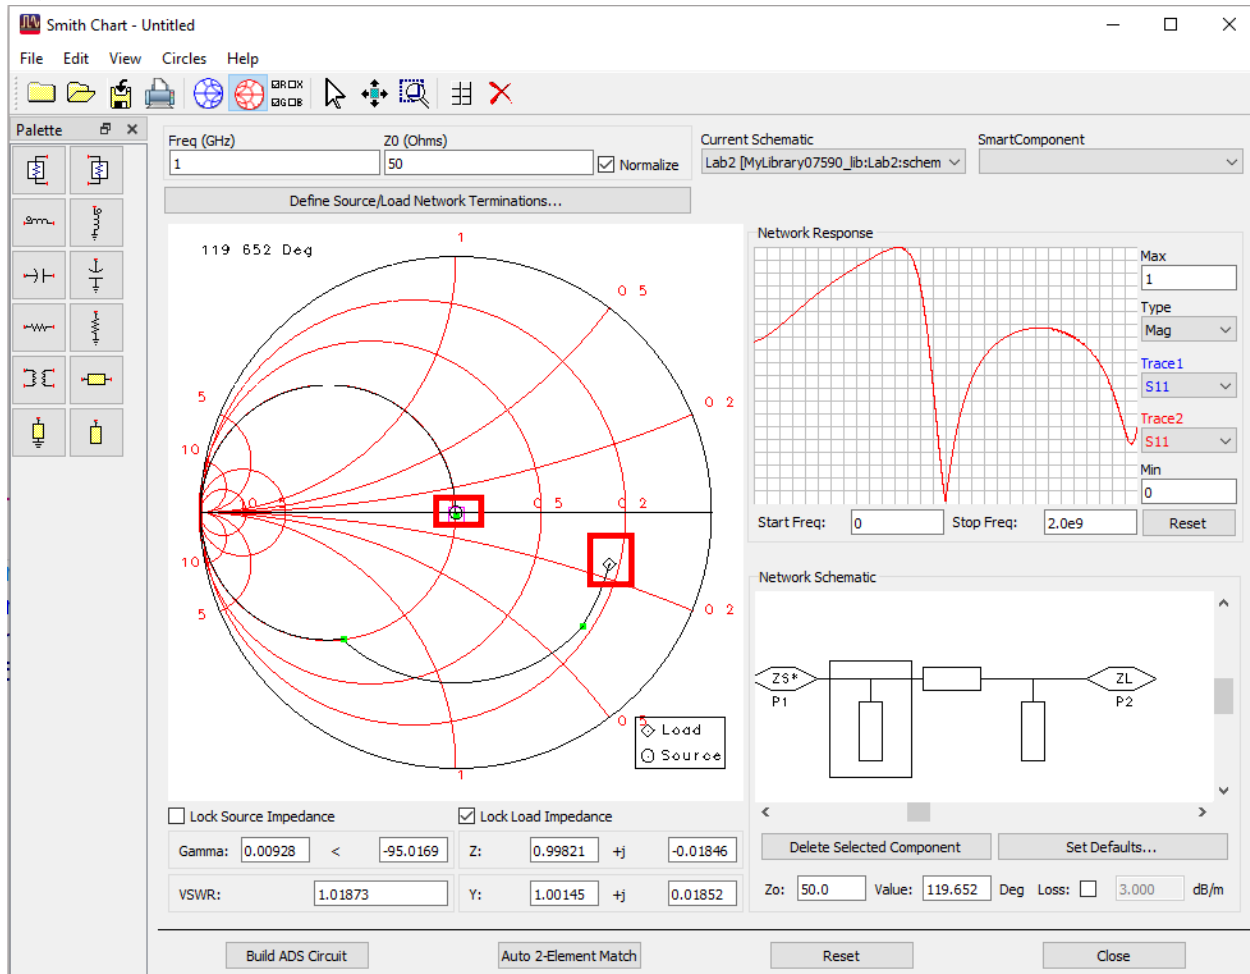 Smith Chart - Untitled
File Edit View Circles Help
Palette
Freq (GHz)
Z0 (Ohms)
1
50
Normalize
Current Schematic
Lab2 [MyLibrary07590_lib:Lab2:schem
SmartComponent
Define Source/Load Network Terminations...
119 652 Deg
1
0 5
5
0 2
10
0 5
0 2
10
5
0 2
0 5
1
Load
Source
Network Response
Max
1
Type
Mag
Trace1
S11
Trace2
S11
Min
0
Start Freq: 0 Stop Freq: 2.0e9 Reset
Network Schematic
ZS*
P1
ZL
P2
Lock Source Impedance
Lock Load Impedance
Gamma: 0.00928 < -95.0169 Z: 0.99821 +j -0.01846
VSWR: 1.01873 Y: 1.00145 +j 0.01852
Delete Selected Component Set Defaults...
Zo: 50.0 Value: 119.652 Deg Loss: 3.000 dB/m
Build ADS Circuit Auto 2-Element Match Reset Close